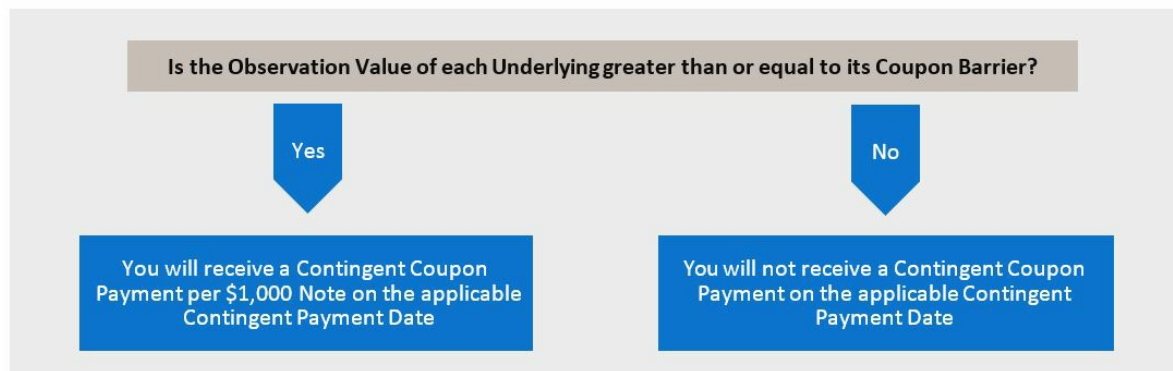 Is the Observation Value of each Underlying greater than or equal to its Coupon Barrier?
Yes
No
You will receive a Contingent Coupon
Payment per $1,000 Note on the applicable
Contingent Payment Date
You will not receive a Contingent Coupon
Payment on the applicable Contingent
Payment Date